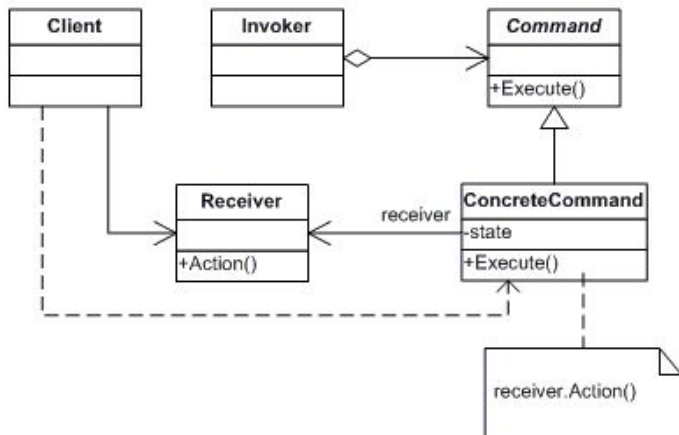 Client
Invoker
Command
+Execute()
Receiver
+Action()
receiver
ConcreteCommand
-state
+Execute()
receiver.Action()